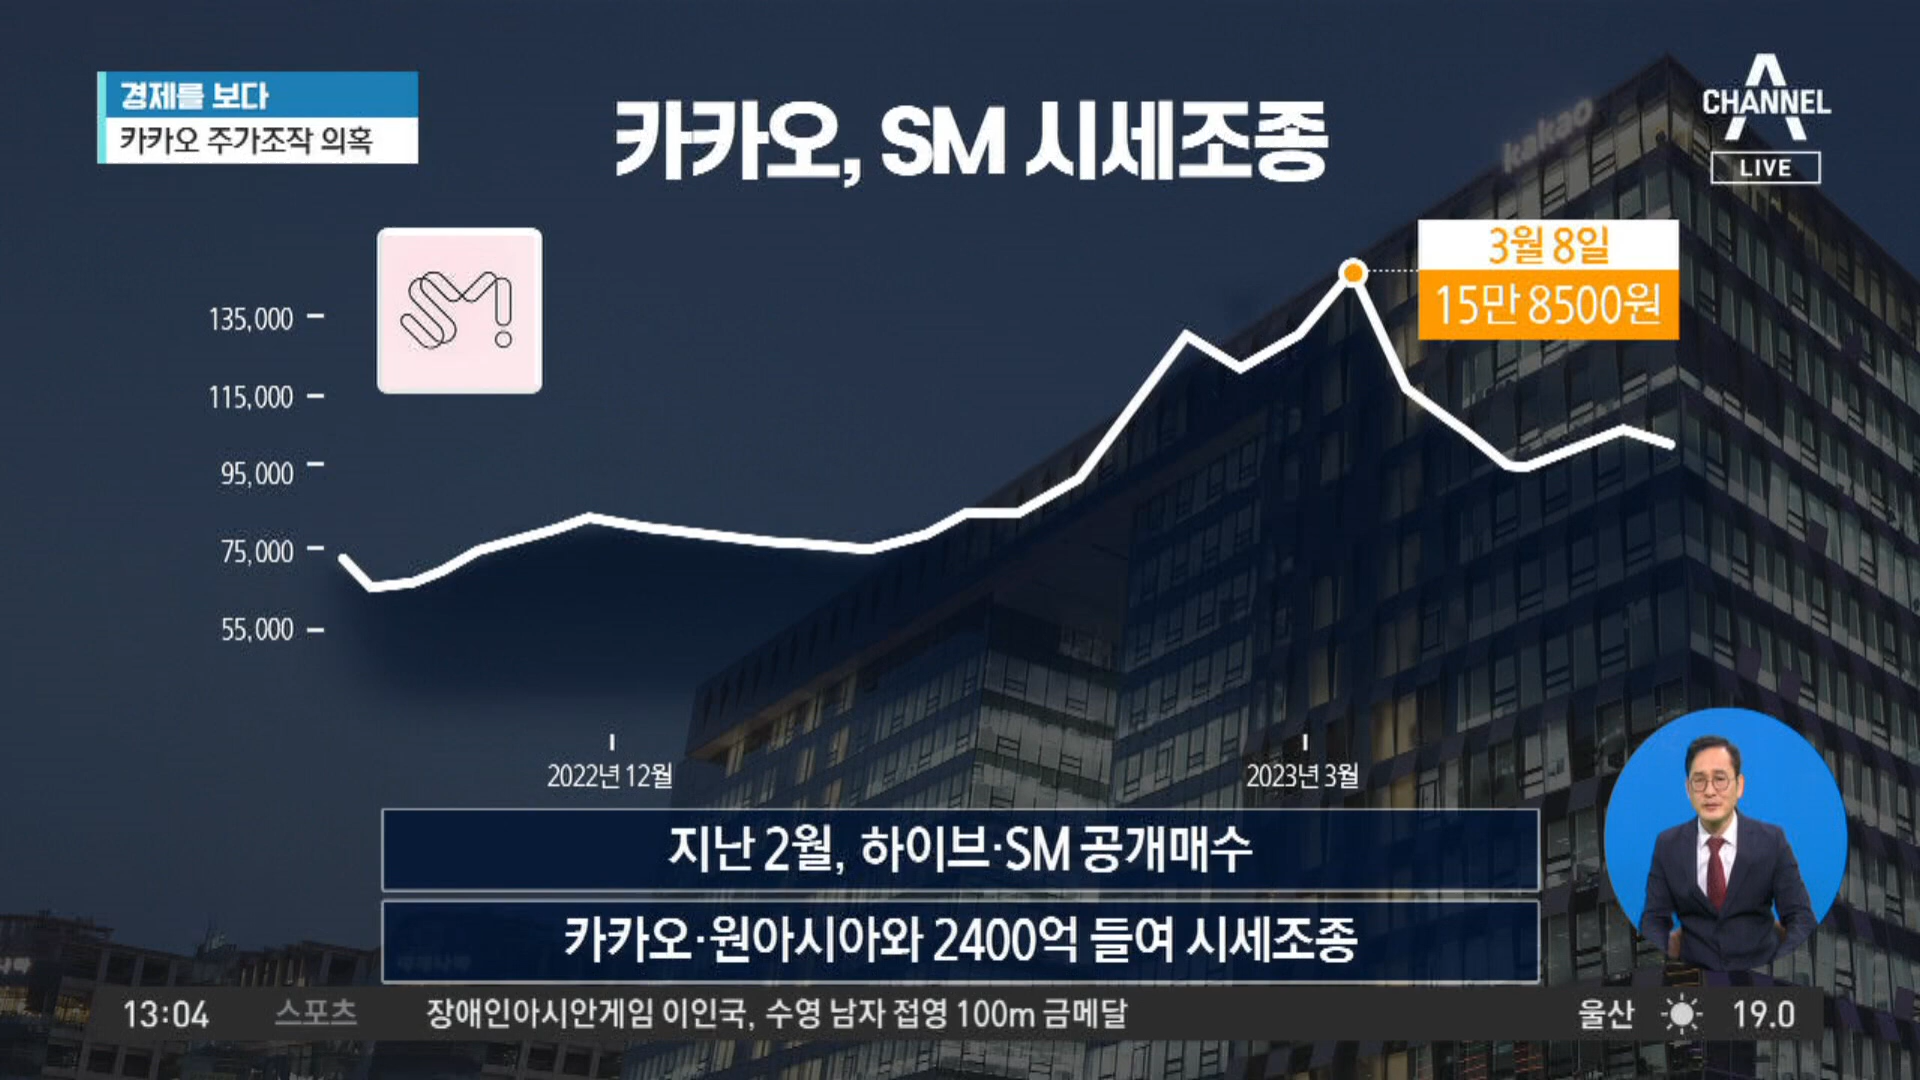 경제를 보다
카카오 주가조작 의혹
카카오, SM 시세조종
CHANNEL A
LIVE
kakao
SM!
3월 8일
15만 8500원
135,000
115,000
95,000
75,000
55,000
2022년 12월
2023년 3월
지난 2월, 하이브·SM 공개매수
카카오·원아시아와 2400억 들여 시세조종
13:04 스포츠 장애인아시안게임 이인국, 수영 남자 접영 100m 금메달 울산 19.0